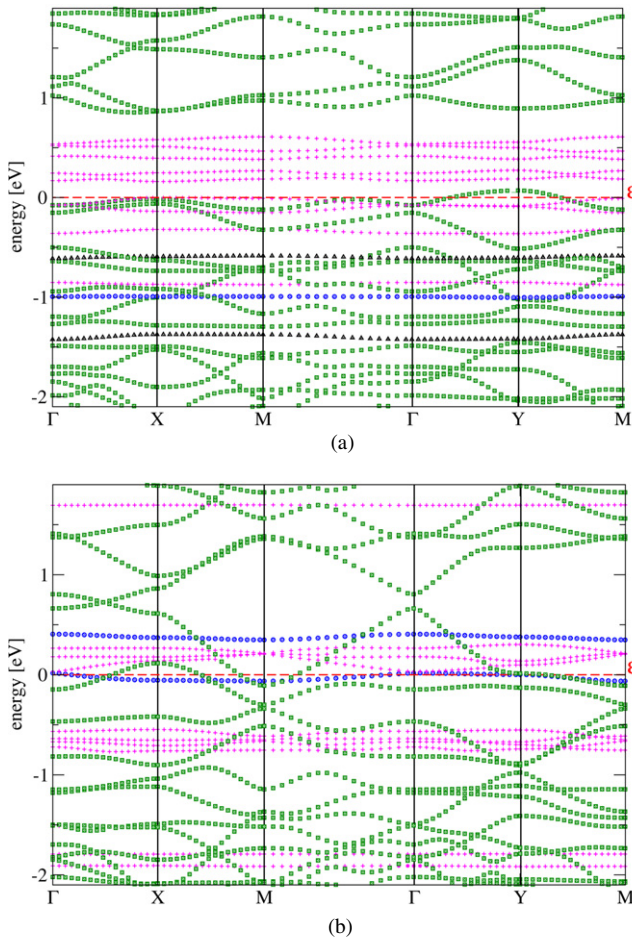 1
0
-1
-2
energy [eV]
ε
Γ X M Γ Y M
(a)
1
0
-1
-2
energy [eV]
ε
Γ X M Γ Y M
(b)